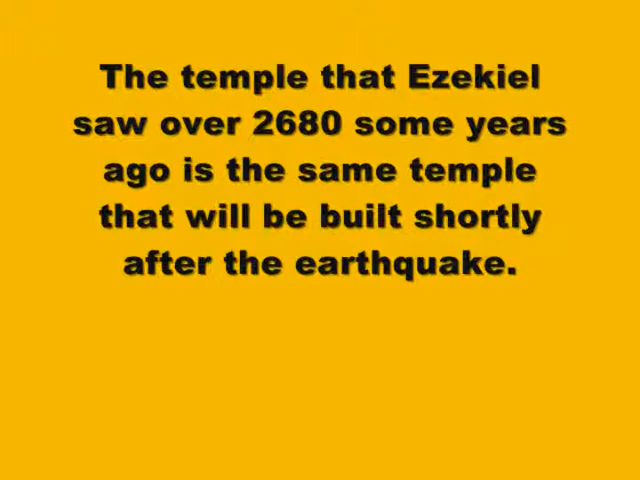 The temple that Ezekiel
saw over 2680 some years
ago is the same temple
that will be built shortly
after the earthquake.